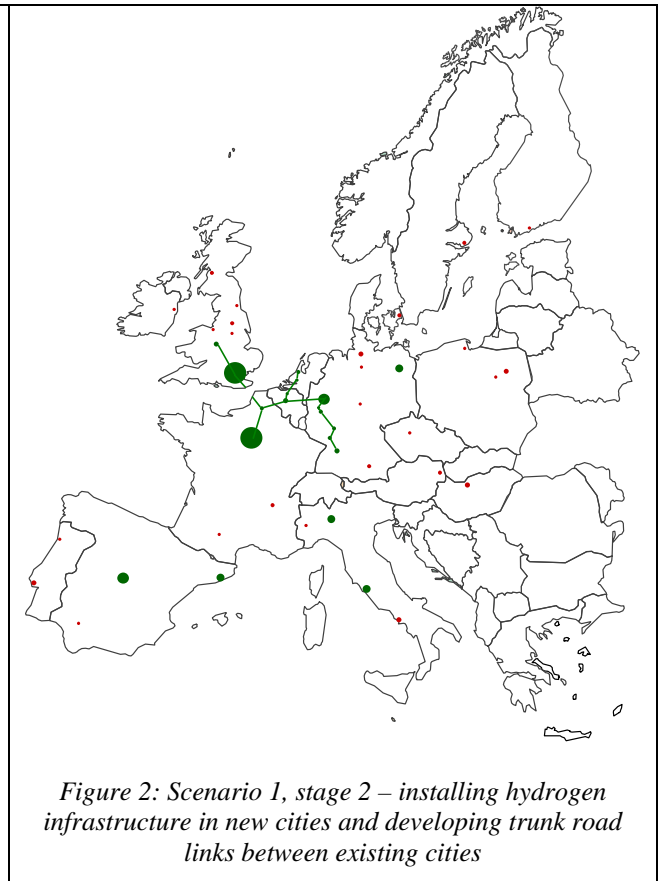 Figure 2: Scenario 1, stage 2 – installing hydrogen
infrastructure in new cities and developing trunk road
links between existing cities